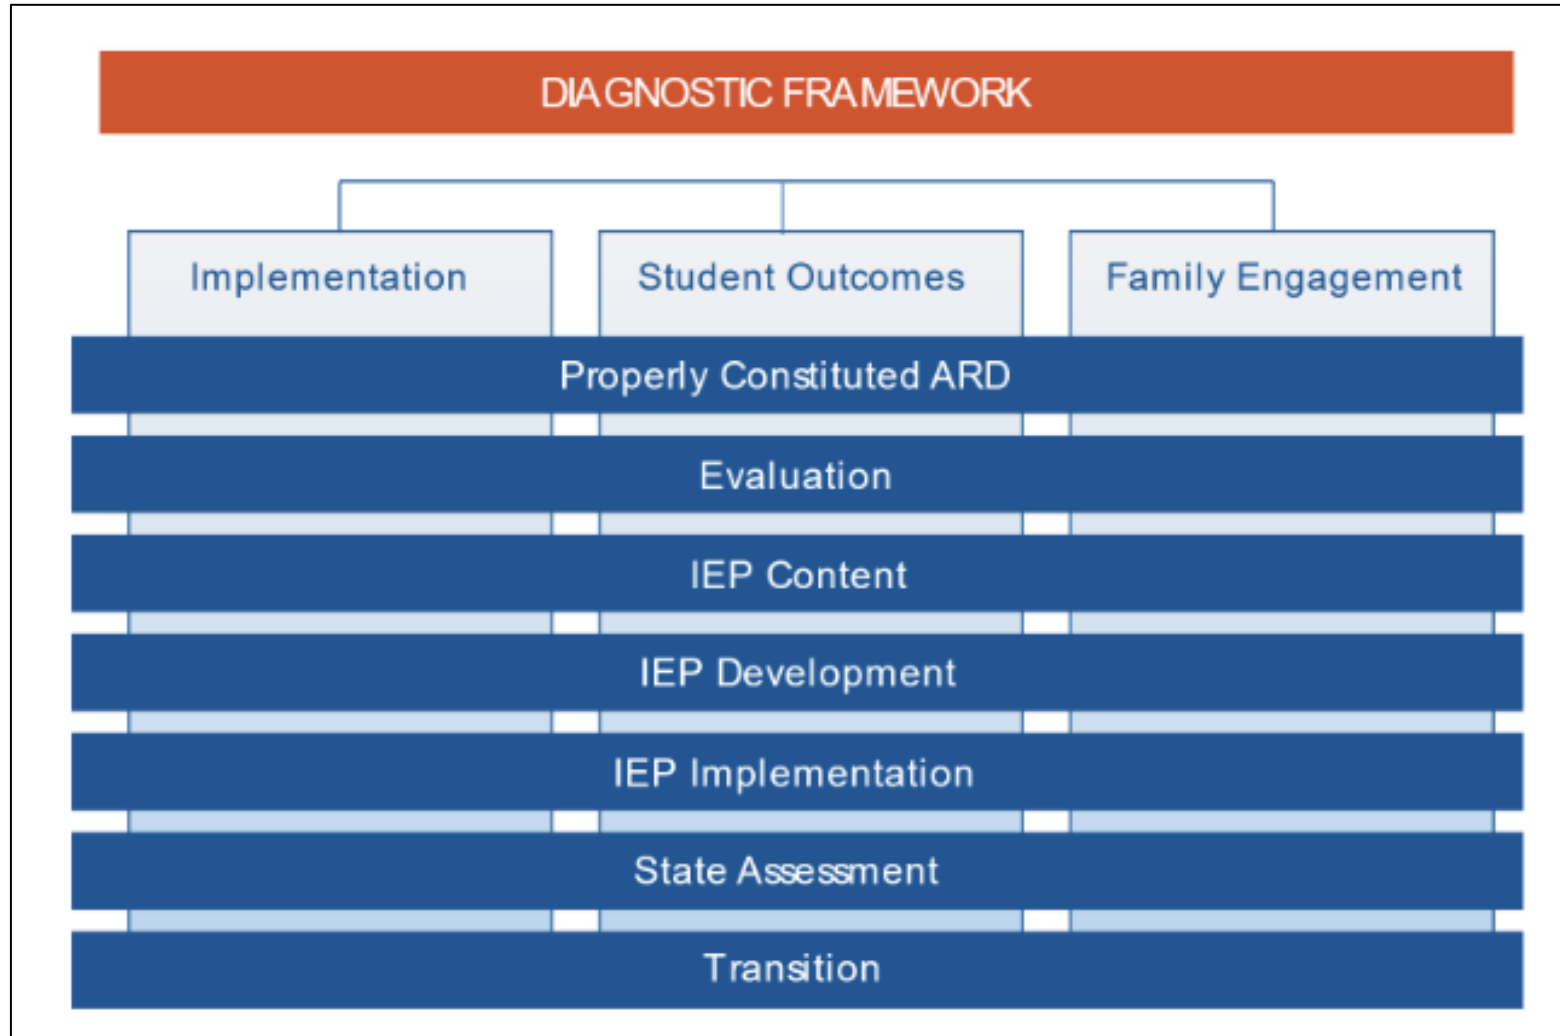 DIAGNOSTIC FRAMEWORK
Implementation
Student Outcomes
Family Engagement
Properly Constituted ARD
Evaluation
IEP Content
IEP Development
IEP Implementation
State Assessment
Transition